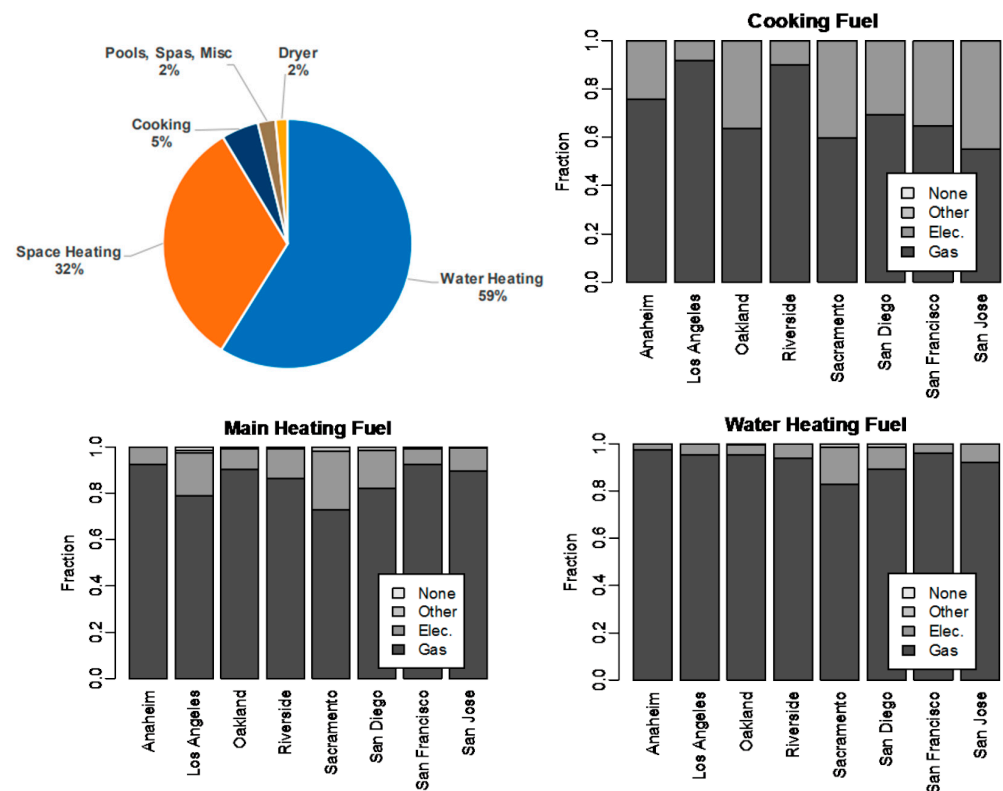 Pools, Spas, Misc
2%
Dryer
2%
Cooking
5%
Space Heating
32%
Water Heating
59%
Cooking Fuel
Fraction
1.0
0.8
0.6
0.4
0.2
0.0
None
Other
Elec.
Gas
Anaheim
Los Angeles
Oakland
Riverside
Sacramento
San Diego
San Francisco
San Jose
Main Heating Fuel
Fraction
1.0
0.8
0.6
0.4
0.2
0.0
None
Other
Elec.
Gas
Anaheim
Los Angeles
Oakland
Riverside
Sacramento
San Diego
San Francisco
San Jose
Water Heating Fuel
Fraction
1.0
0.8
0.6
0.4
0.2
0.0
None
Other
Elec.
Gas
Anaheim
Los Angeles
Oakland
Riverside
Sacramento
San Diego
San Francisco
San Jose